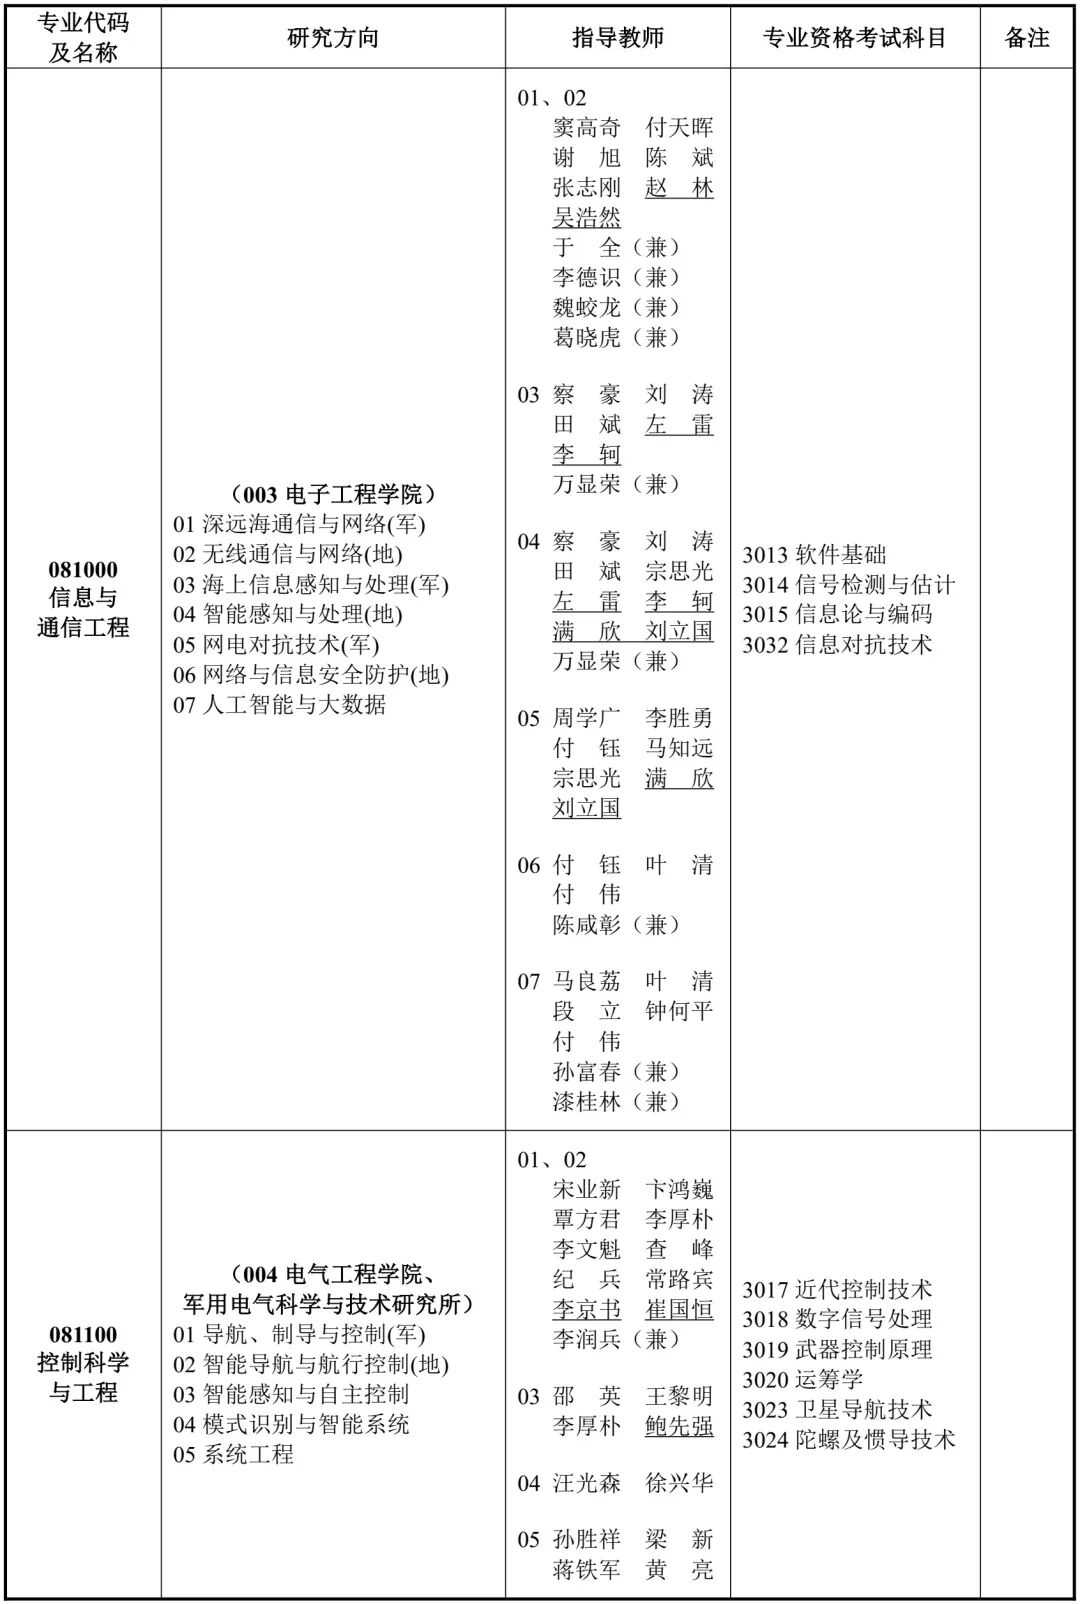 专业代码
及名称
研究方向
指导教师
专业资格考试科目
备注
081000
信息与
通信工程
（003 电子工程学院）
01 深远海通信与网络(军)
02 无线通信与网络(地)
03 海上信息感知与处理(军)
04 智能感知与处理(地)
05 网电对抗技术(军)
06 网络与信息安全防护(地)
07 人工智能与大数据
01、02
窦高奇 付天晖
谢 旭 陈 斌
张志刚 赵 林
吴浩然
于 全（兼）
李德识（兼）
魏蛟龙（兼）
葛晓虎（兼）
03 察 豪 刘 涛
田 斌 左 雷
李 轲
万显荣（兼）
04 察 豪 刘 涛
田 斌 宗思光
左 雷 李 轲
满 欣 刘立国
万显荣（兼）
05 周学广 李胜勇
付 钰 马知远
宗思光 满 欣
刘立国
06 付 钰 叶 清
付 伟
陈咸彰（兼）
07 马良荔 叶 清
段 立 钟何平
付 伟
孙富春（兼）
漆桂林（兼）
3013 软件基础
3014 信号检测与估计
3015 信息论与编码
3032 信息对抗技术
081100
控制科学
与工程
（004 电气工程学院、
军用电气科学与技术研究所）
01 导航、制导与控制(军)
02 智能导航与航行控制(地)
03 智能感知与自主控制
04 模式识别与智能系统
05 系统工程
01、02
宋业新 卞鸿巍
覃方君 李厚朴
李文魁 查 峰
纪 兵 常路宾
李京书 崔国恒
李润兵（兼）
03 邵 英 王黎明
李厚朴 鲍先强
04 汪光森 徐兴华
05 孙胜祥 梁 新
蒋铁军 黄 亮
3017 近代控制技术
3018 数字信号处理
3019 武器控制原理
3020 运筹学
3023 卫星导航技术
3024 陀螺及惯导技术